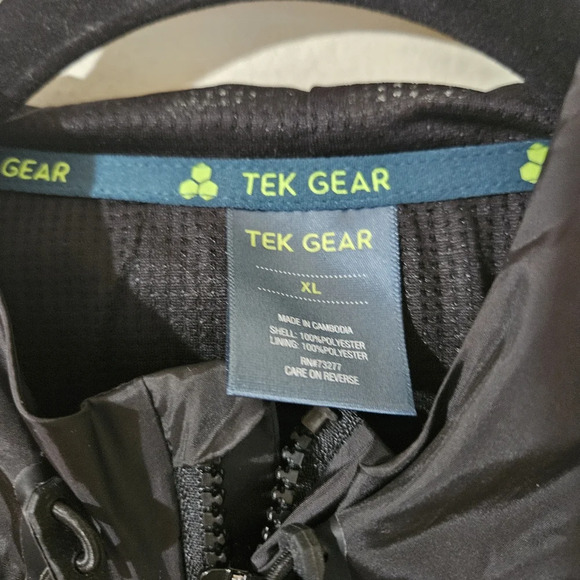 GEAR TEK GEAR
TEK GEAR
XL
MADE IN CAMBODIA
SHELL: 100%POLYESTER
LINING: 100%POLYESTER
RN#73277
CARE ON REVERSE